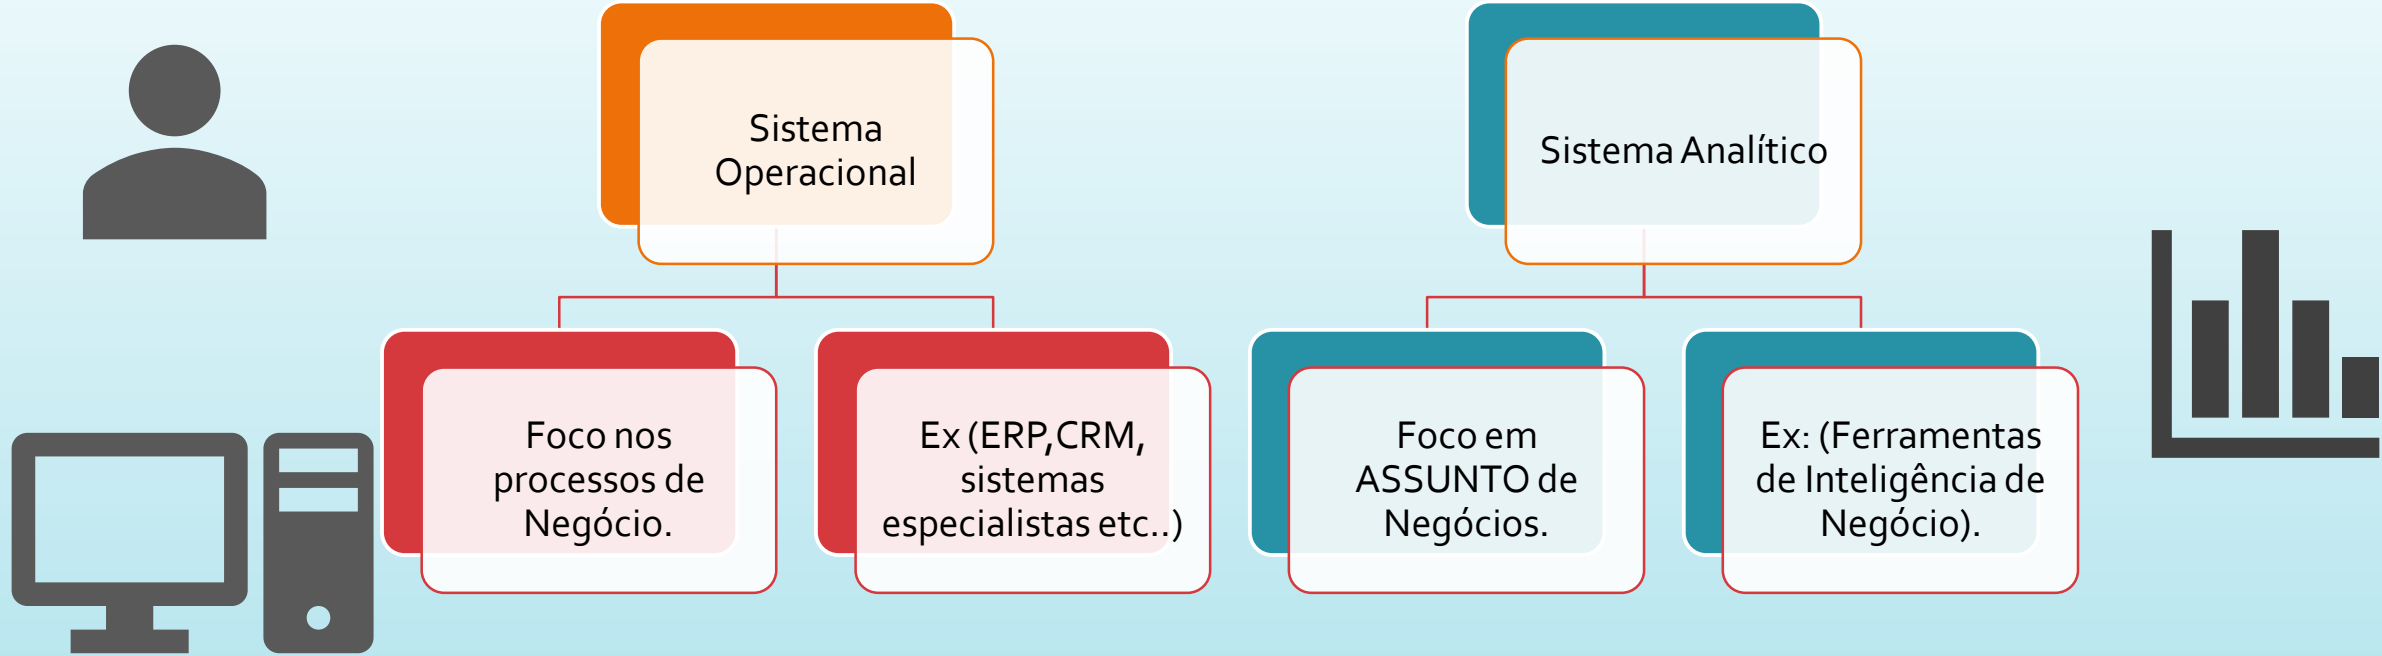 Sistema
Operacional
Sistema Analítico
Foco nos
processos de
Negócio.
Ex (ERP,CRM,
sistemas
especialistas etc..)
Foco em
ASSUNTO de
Negócios.
Ex: (Ferramentas
de Inteligência de
Negócio).